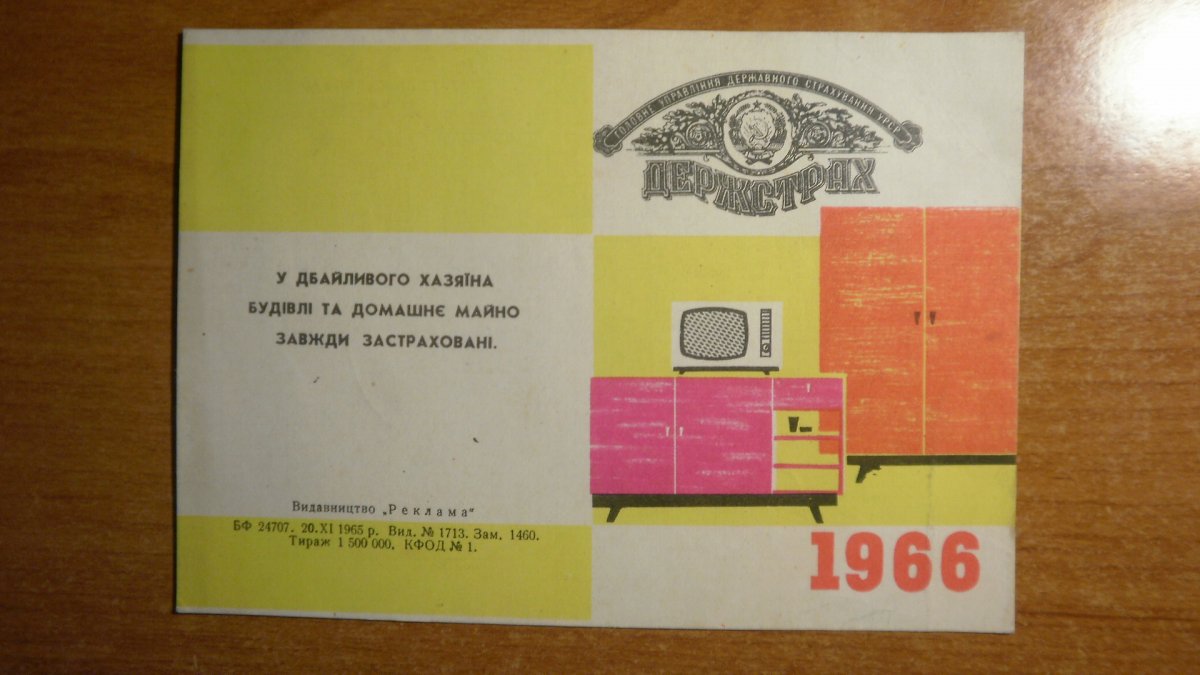 У ДБАЙЛИВОГО ХАЗЯЇНА
БУДІВЛІ ТА ДОМАШНЄ МАЙНО
ЗАВЖДИ ЗАСТРАХОВАНІ.
Видавництво „Реклама“
БФ 24707. 20.XI 1965 р. Вид. № 1713. Зам. 1460.
Тираж 1 500 000. КФОД № 1.
ГОЛОВНЕ УПРАВЛІННЯ ДЕРЖАВНОГО СТРАХУВАННЯ УРСР
ДЕРЖСТРАХ
1966